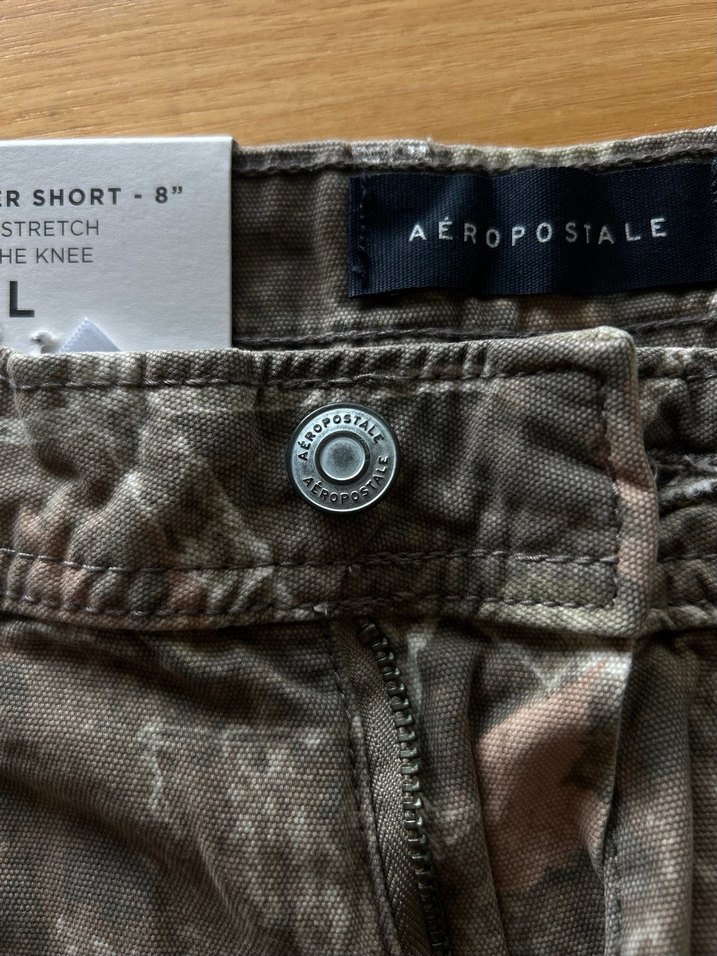 ER SHORT - 8"
STRETCH
HE KNEE
L
AÉROPOSTALE
AÉROPOSTALE
AÉROPOSTALE